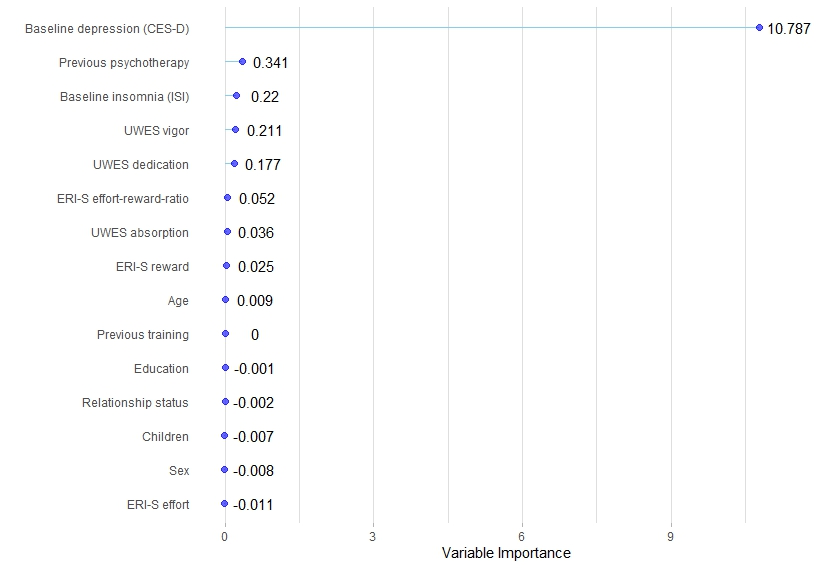 Baseline depression (CES-D) 10.787
Previous psychotherapy 0.341
Baseline insomnia (ISI) 0.22
UWES vigor 0.211
UWES dedication 0.177
ERI-S effort-reward-ratio 0.052
UWES absorption 0.036
ERI-S reward 0.025
Age 0.009
Previous training 0
Education -0.001
Relationship status -0.002
Children -0.007
Sex -0.008
ERI-S effort -0.011
0 3 6 9
Variable Importance